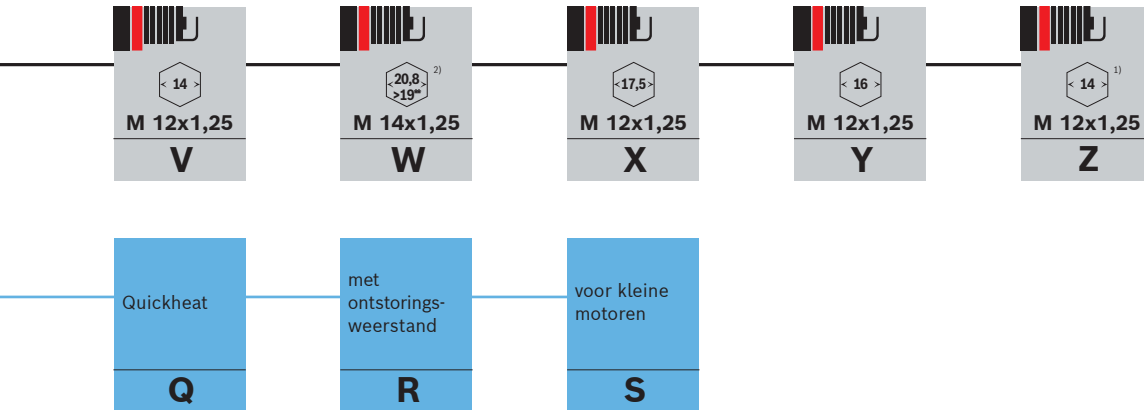 < 14 >
M 12x1,25
V
<20,8 2)
>19**
M 14x1,25
W
<17,5>
M 12x1,25
X
< 16 >
M 12x1,25
Y
< 14 > 1)
M 12x1,25
Z
Quickheat
Q
met
ontstorings-
weerstand
R
voor kleine
motoren
S